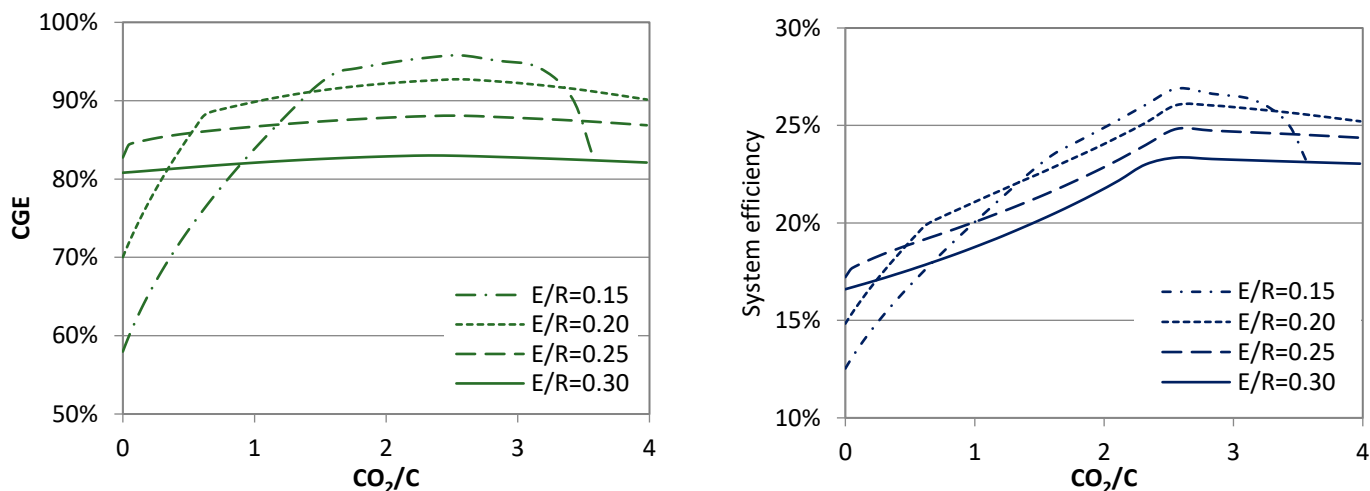 100%
90%
80%
70%
60%
50%
CGE
0 1 2 3 4
CO₂/C
E/R=0.15
E/R=0.20
E/R=0.25
E/R=0.30
30%
25%
20%
15%
10%
System efficiency
0 1 2 3 4
CO₂/C
E/R=0.15
E/R=0.20
E/R=0.25
E/R=0.30